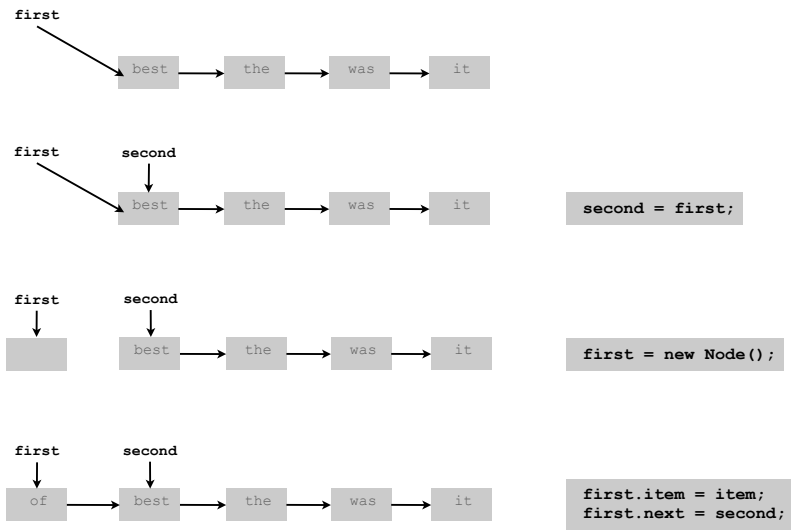 first
best the was it
first second
best the was it
second = first;
first second
best the was it
first = new Node();
first second
of best the was it
first.item = item;
first.next = second;